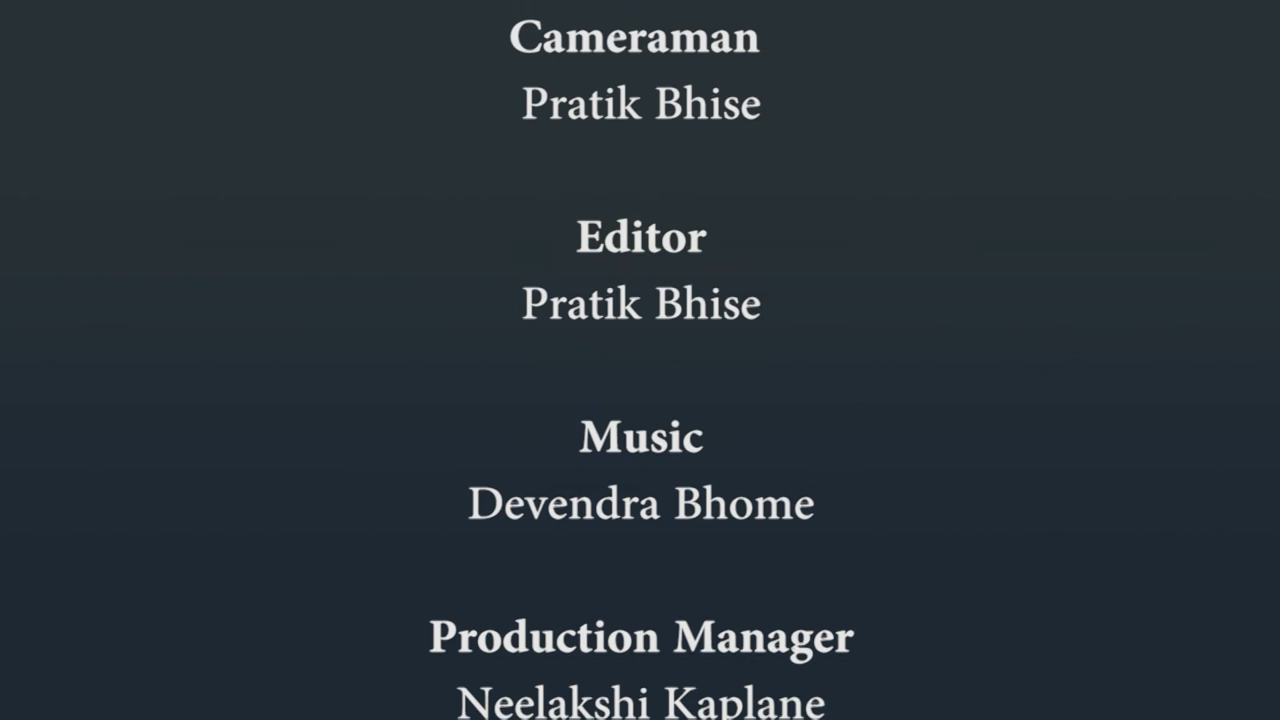 Cameraman
Pratik Bhise
Editor
Pratik Bhise
Music
Devendra Bhome
Production Manager
Neelakshi Kaplane